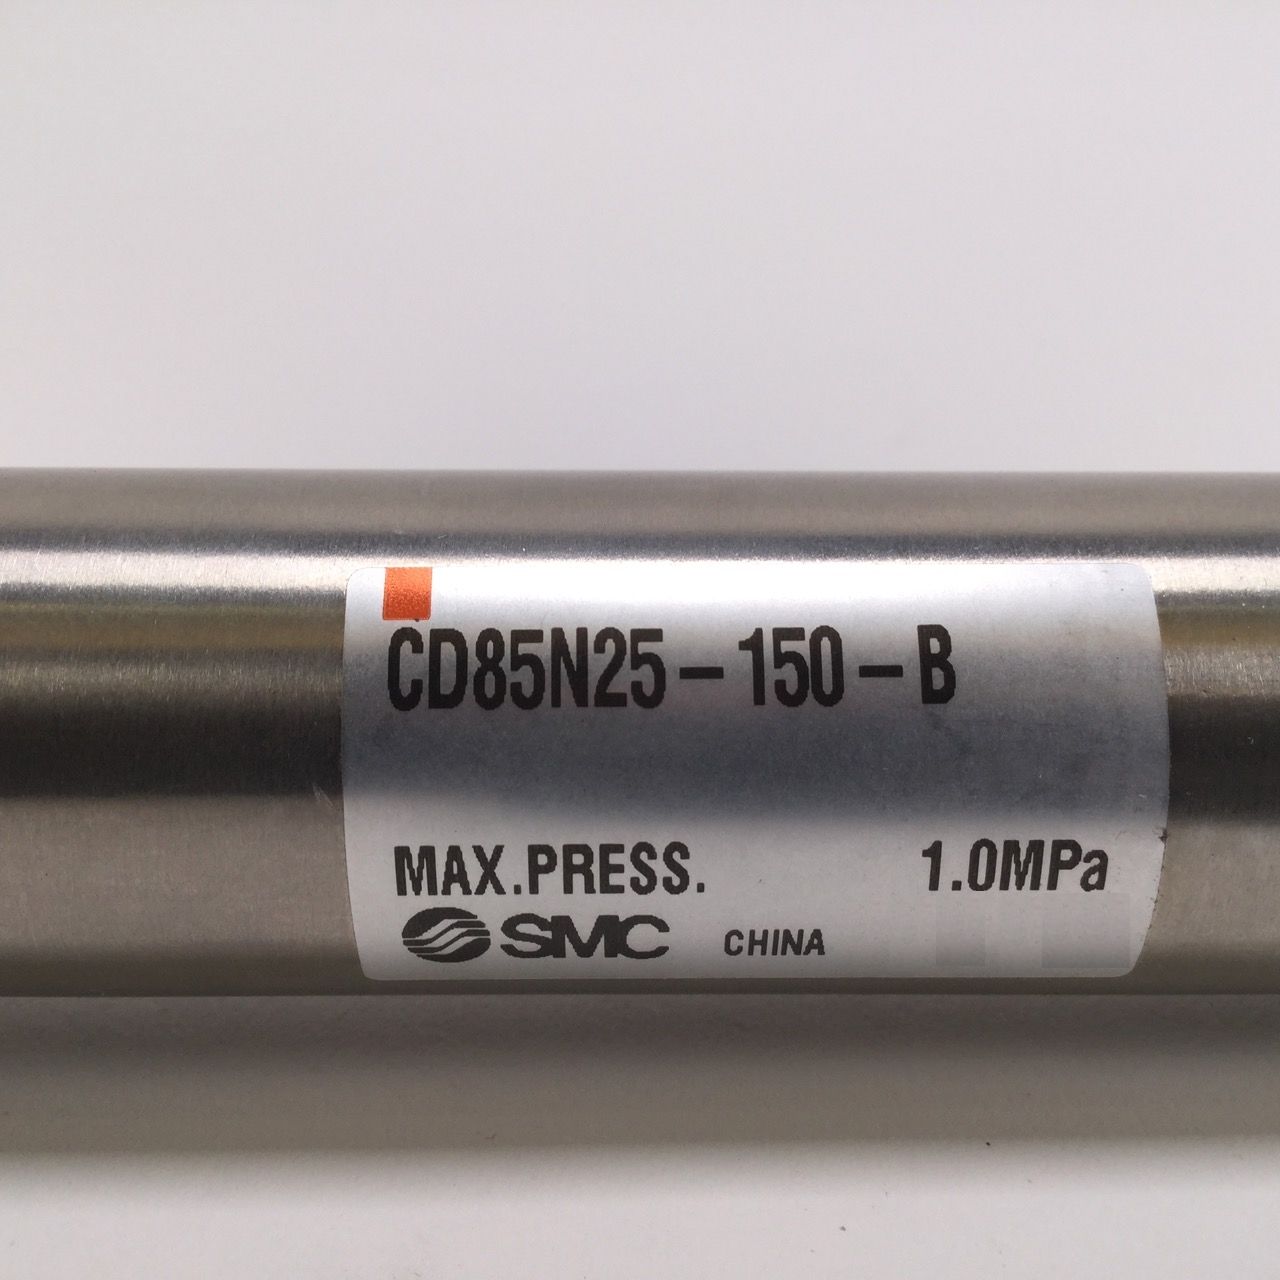 CD85N25-150-B
MAX.PRESS. 1.0MPa
SMC CHINA